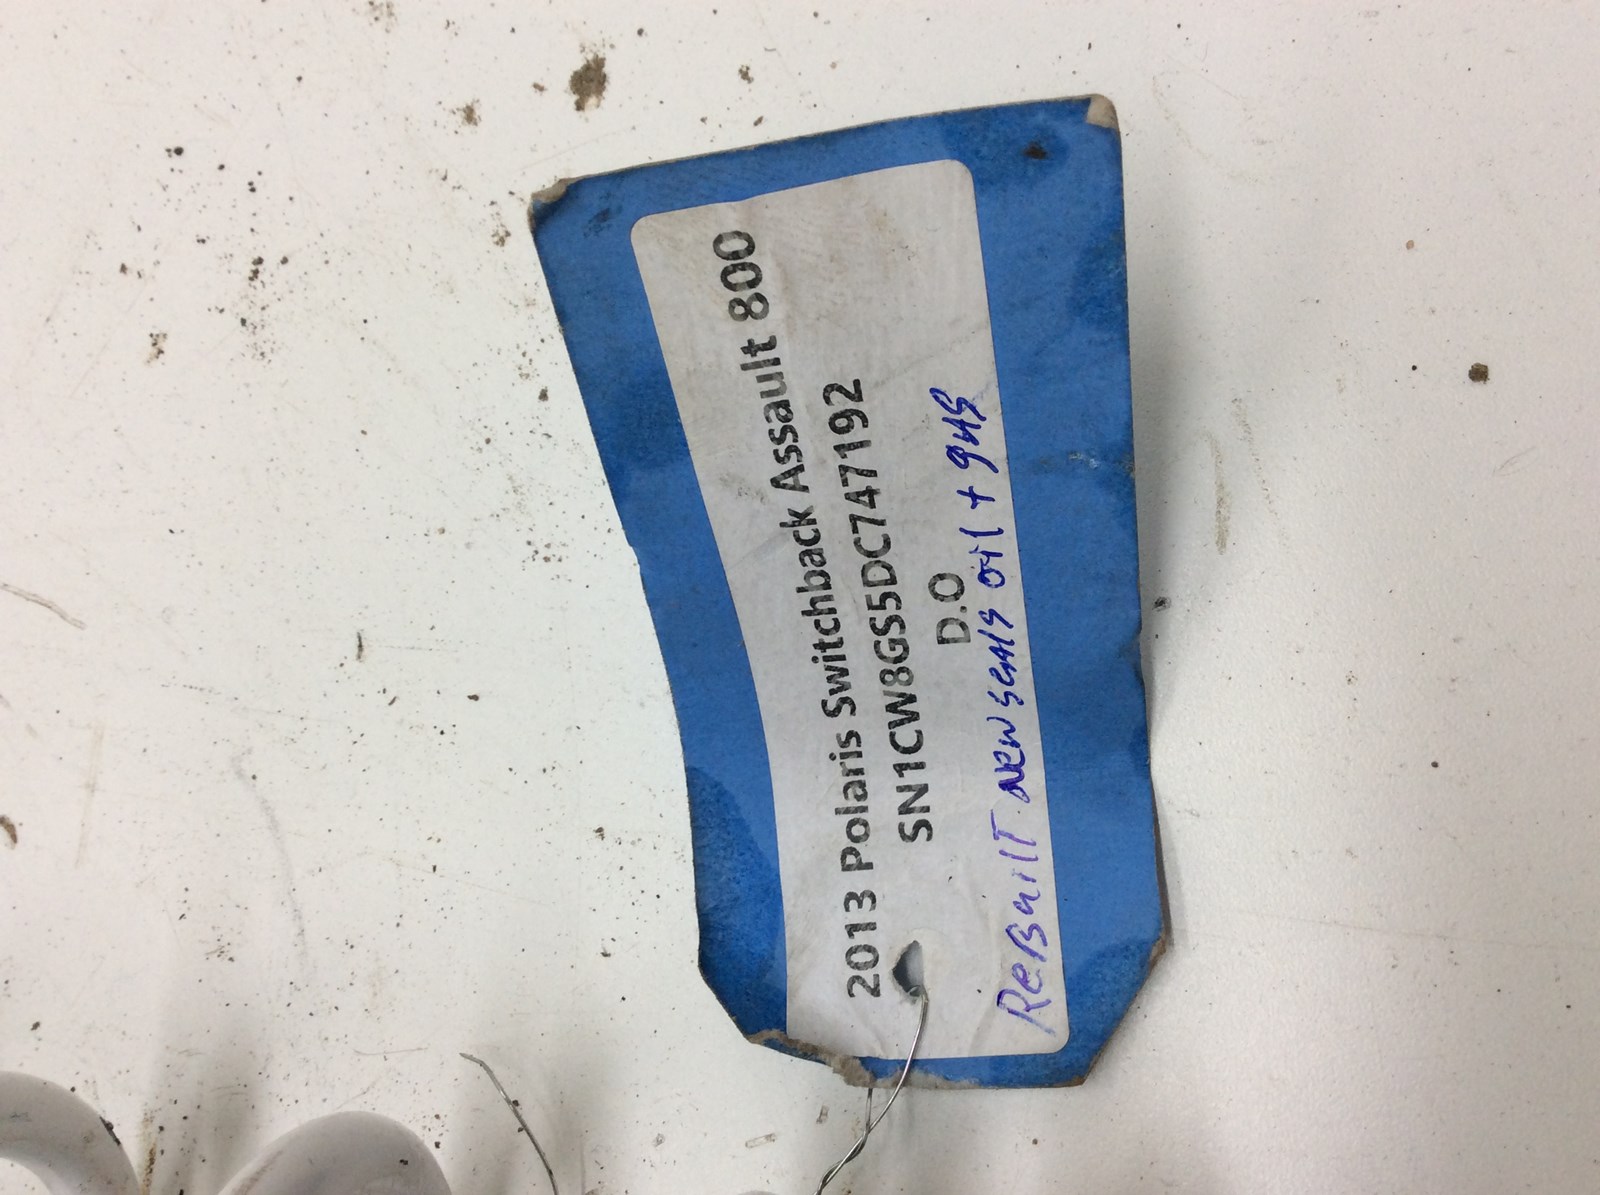 2013 Polaris Switchback Assault 800
SN1CW8GS5DC747192
D.O
ReBuilT new seals oil + gas